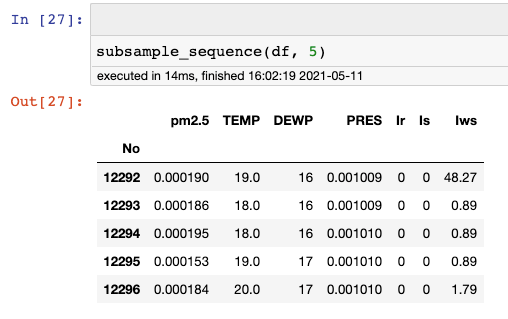 In [27]:
subsample_sequence(df, 5)
executed in 14ms, finished 16:02:19 2021-05-11
Out[27]:
pm2.5 TEMP DEWP PRES Ir Is Iws
No
12292 0.000190 19.0 16 0.001009 0 0 48.27
12293 0.000186 18.0 16 0.001009 0 0 0.89
12294 0.000195 18.0 16 0.001010 0 0 0.89
12295 0.000153 19.0 17 0.001010 0 0 0.89
12296 0.000184 20.0 17 0.001010 0 0 1.79